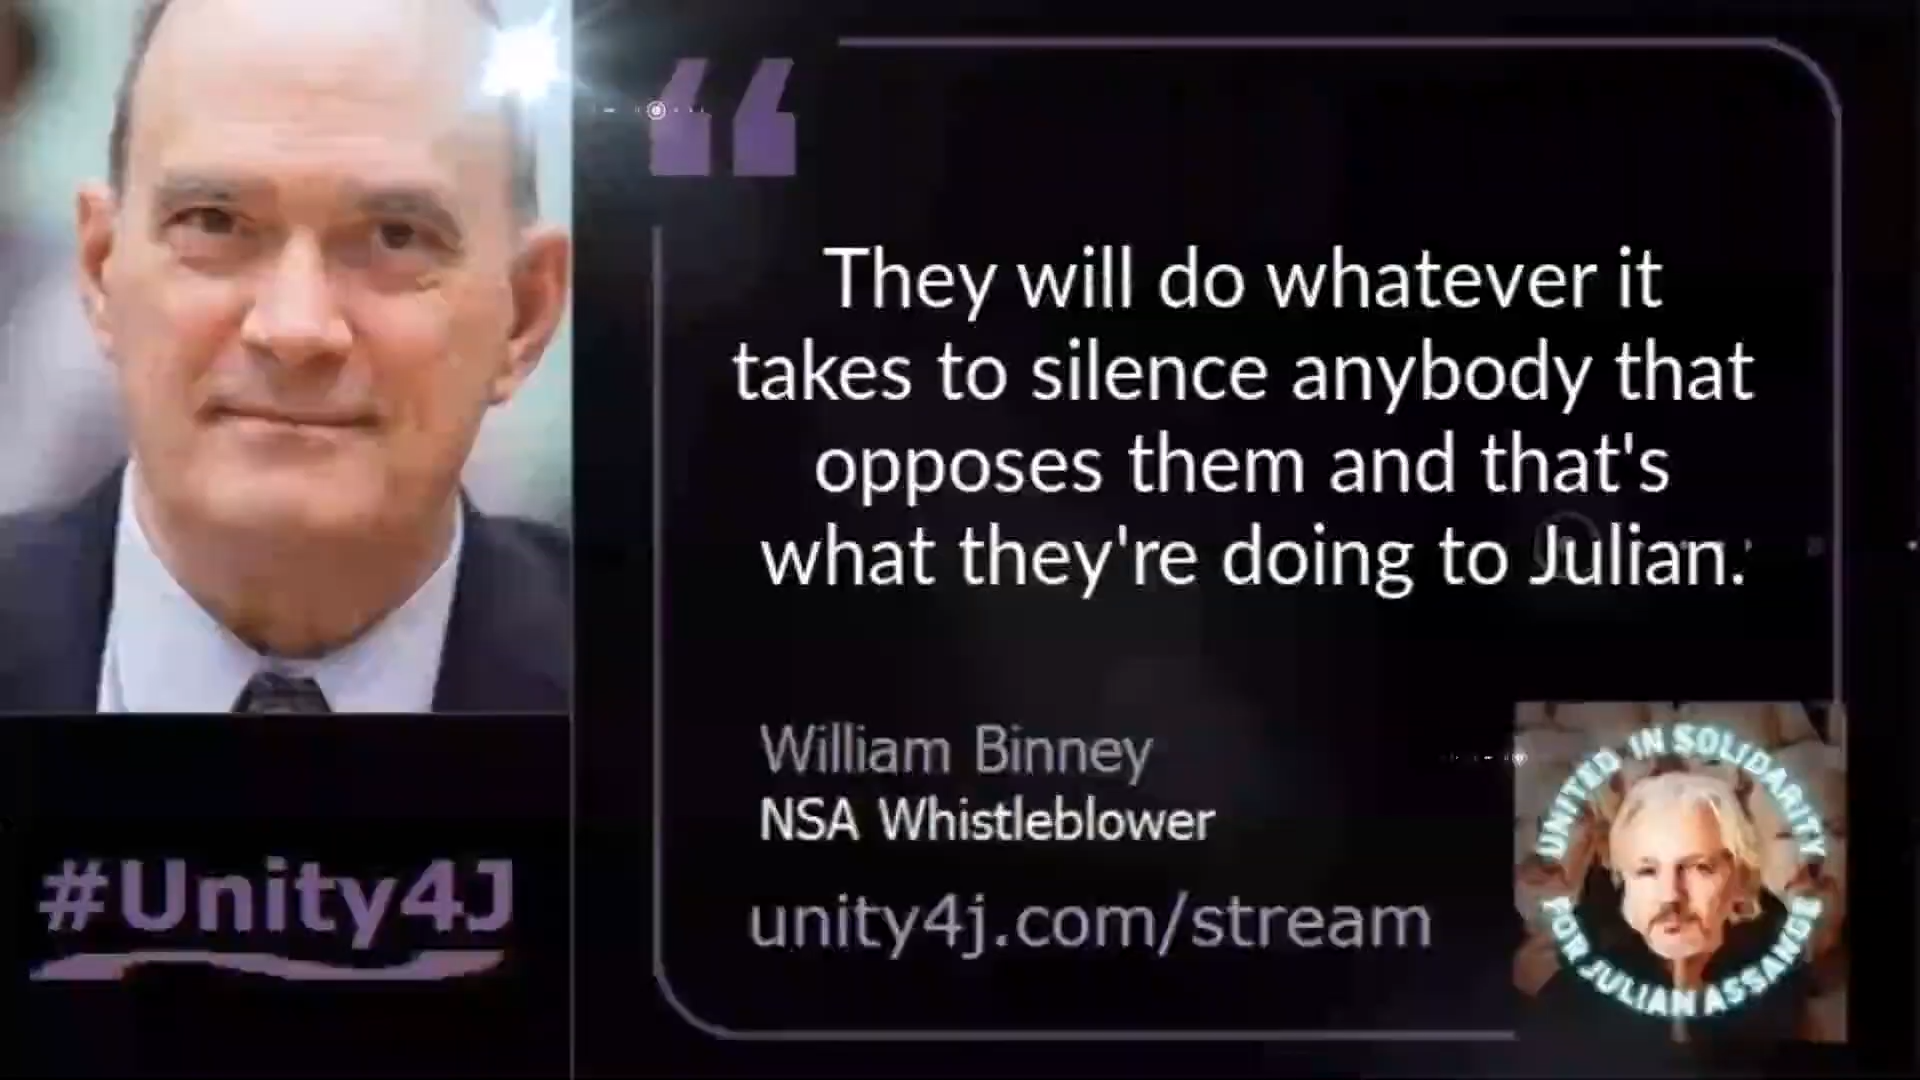 They will do whatever it
takes to silence anybody that
opposes them and that's
what they're doing to Julian.
William Binney
NSA Whistleblower
unity4j.com/stream
#Unity4J
UNITED IN SOLIDARITY
FOR JULIAN ASSANGE